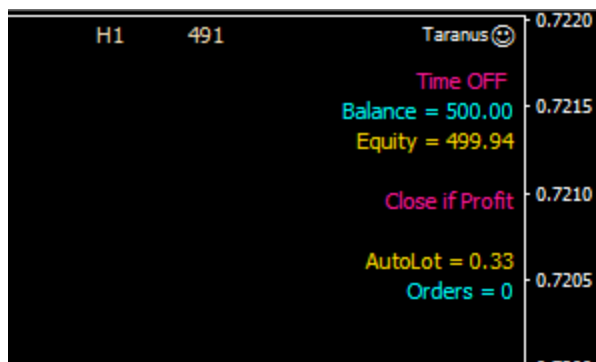 H1 491 Taranus☺
0.7220
Time OFF
Balance = 500.00
0.7215
Equity = 499.94
Close if Profit
0.7210
AutoLot = 0.33
0.7205
Orders = 0